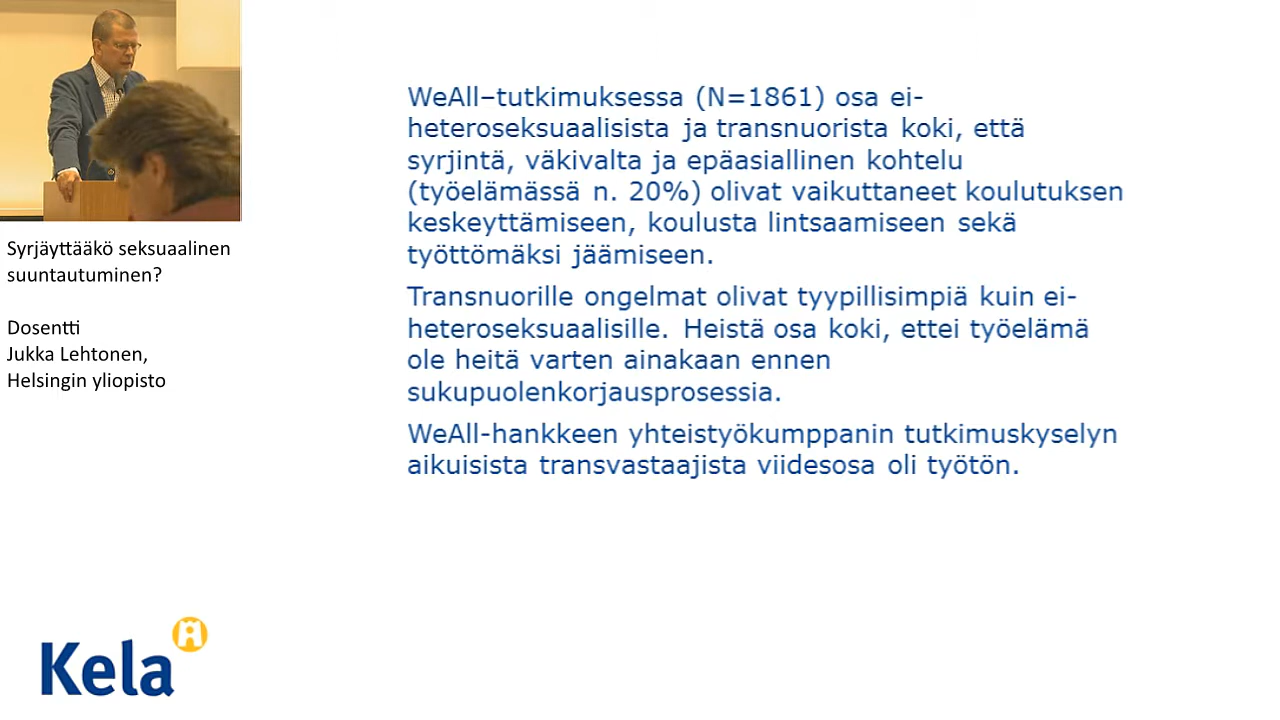 Syrjäyttääkö seksuaalinen
suuntautuminen?
Dosentti
Jukka Lehtonen,
Helsingin yliopisto
WeAll–tutkimuksessa (N=1861) osa ei-
heteroseksuaalisista ja transnuorista koki, että
syrjintä, väkivalta ja epäasiallinen kohtelu
(työelämässä n. 20%) olivat vaikuttaneet koulutuksen
keskeyttämiseen, koulusta lintsaamiseen sekä
työttömäksi jäämiseen.
Transnuorille ongelmat olivat tyypillisimpiä kuin ei-
heteroseksuaalisille. Heistä osa koki, ettei työelämä
ole heitä varten ainakaan ennen
sukupuolenkorjausprosessia.
WeAll-hankkeen yhteistyökumppanin tutkimuskyselyn
aikuisista transvastaajista viidesosa oli työtön.
Kela